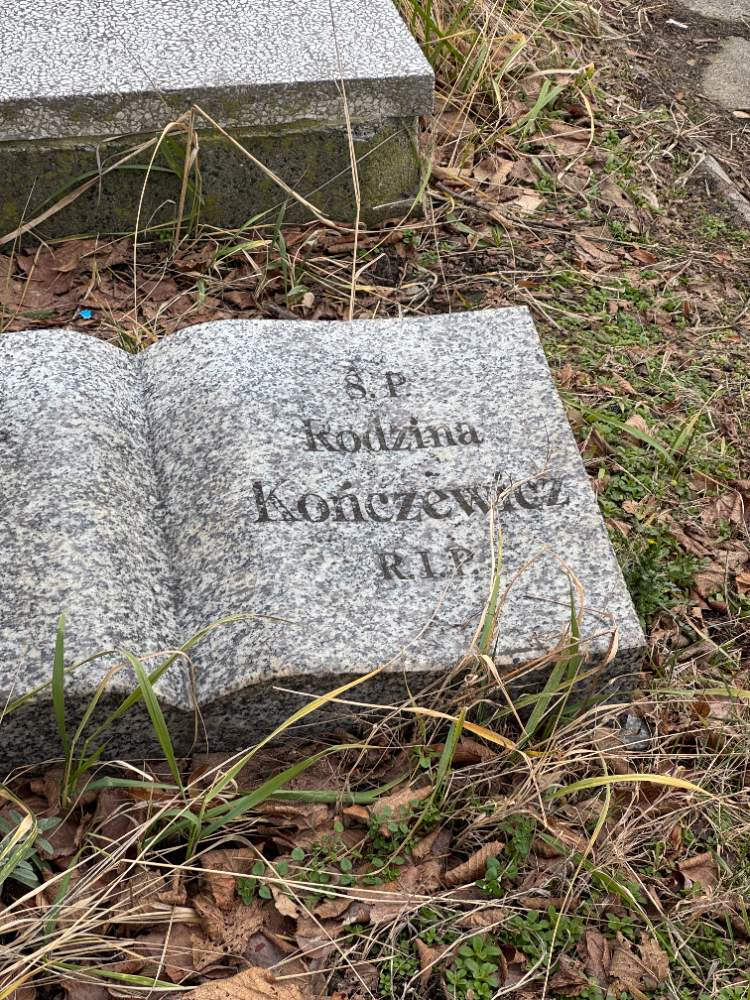 Ś.P.
Rodzina
Kończewicz
R.I.P.